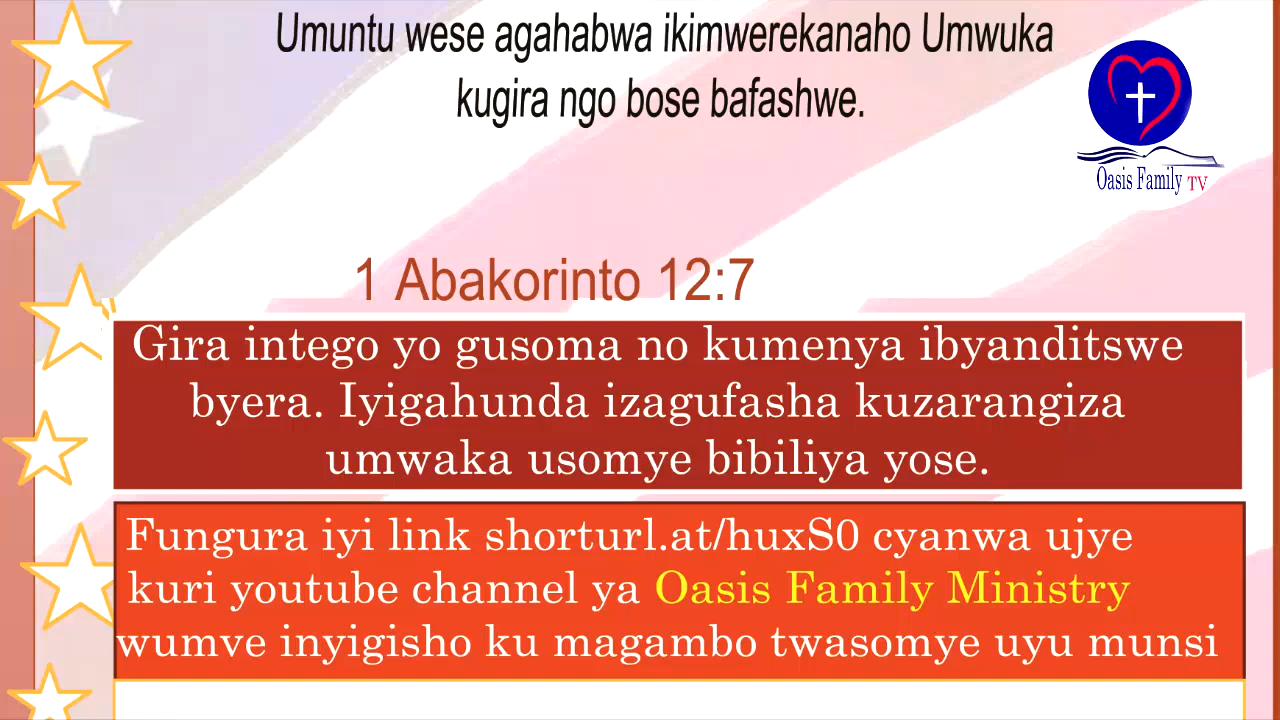 Umuntu wese agahabwa ikimwerekanaho Umwuka
kugira ngo bose bafashwe.
Oasis Family TV
1 Abakorinto 12:7
Gira intego yo gusoma no kumenya ibyanditswe
byera. Iyigahunda izagufasha kuzarangiza
umwaka usomye bibiliya yose.
Fungura iyi link shorturl.at/huxS0 cyanwa ujye
kuri youtube channel ya Oasis Family Ministry
wumve inyigisho ku magambo twasomye uyu munsi